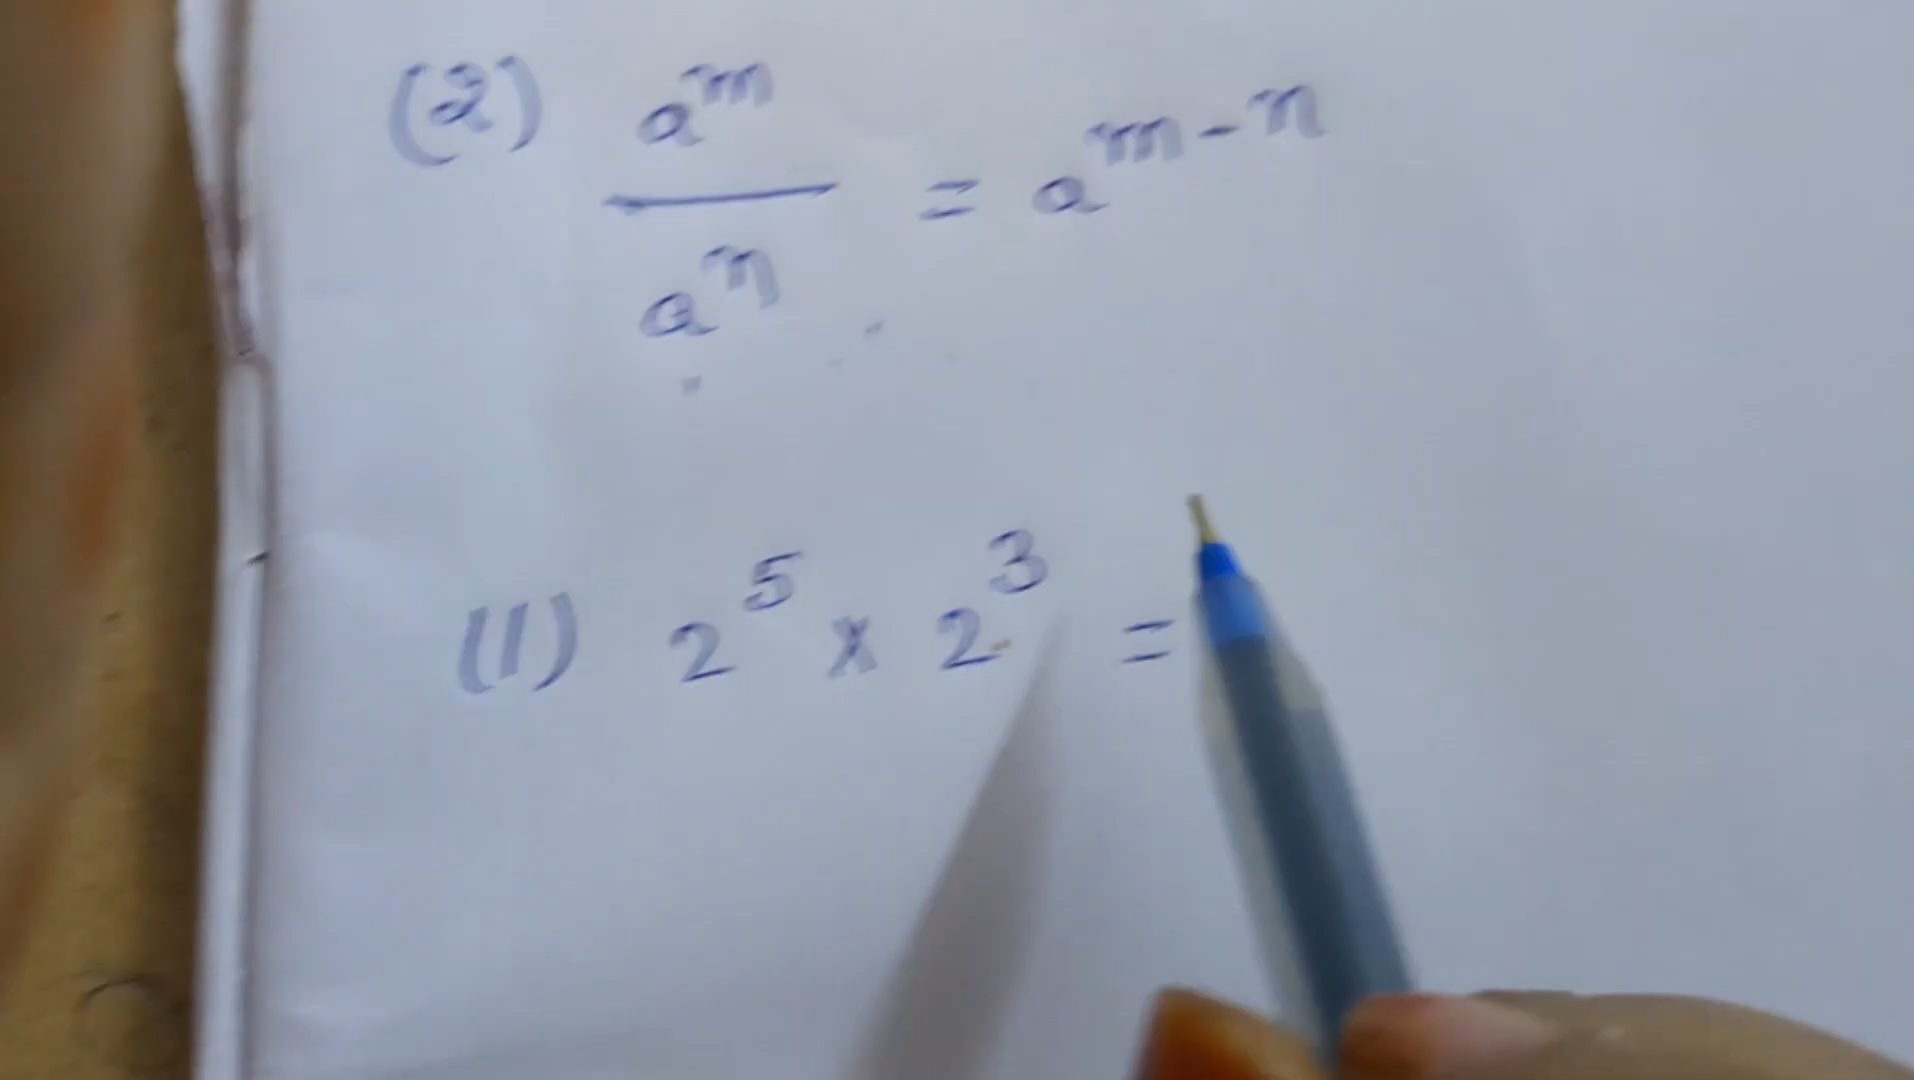 (2) a^m / a^n = a^m-n
(1) 2^5 x 2^3 =